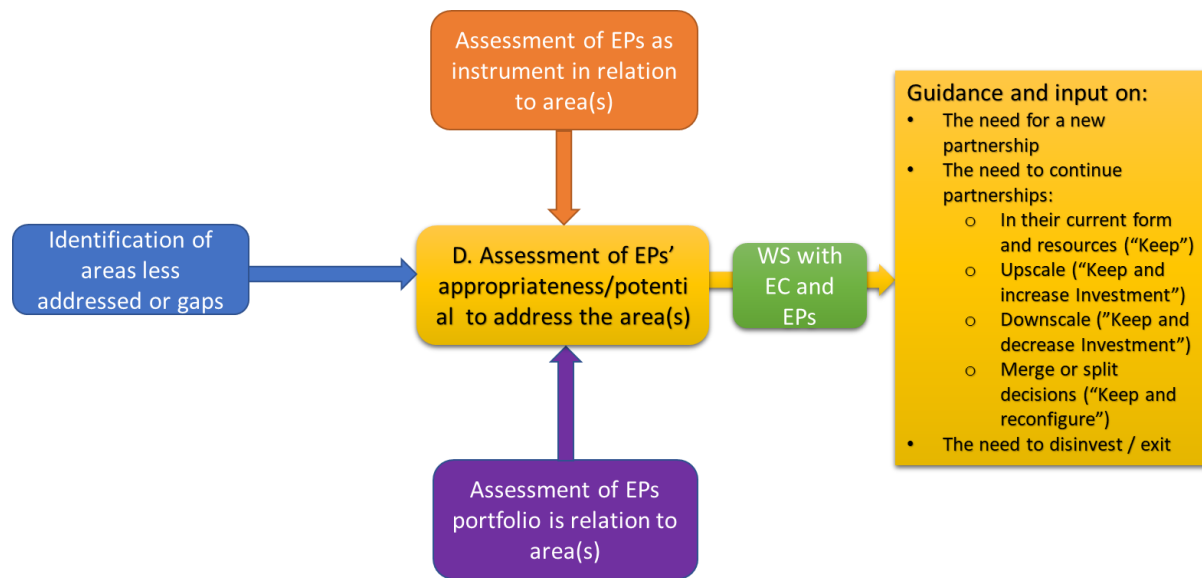 Assessment of EPs as
instrument in relation
to area(s)
Identification of
areas less
addressed or gaps
D. Assessment of EPs’
appropriateness/potenti
al to address the area(s)
WS with
EC and
EPs
Assessment of EPs
portfolio is relation to
area(s)
Guidance and input on:
• The need for a new
partnership
• The need to continue
partnerships:
o In their current form
and resources (“Keep”)
o Upscale (“Keep and
increase Investment”)
o Downscale (”Keep and
decrease Investment”)
o Merge or split
decisions (“Keep and
reconfigure”)
• The need to disinvest / exit